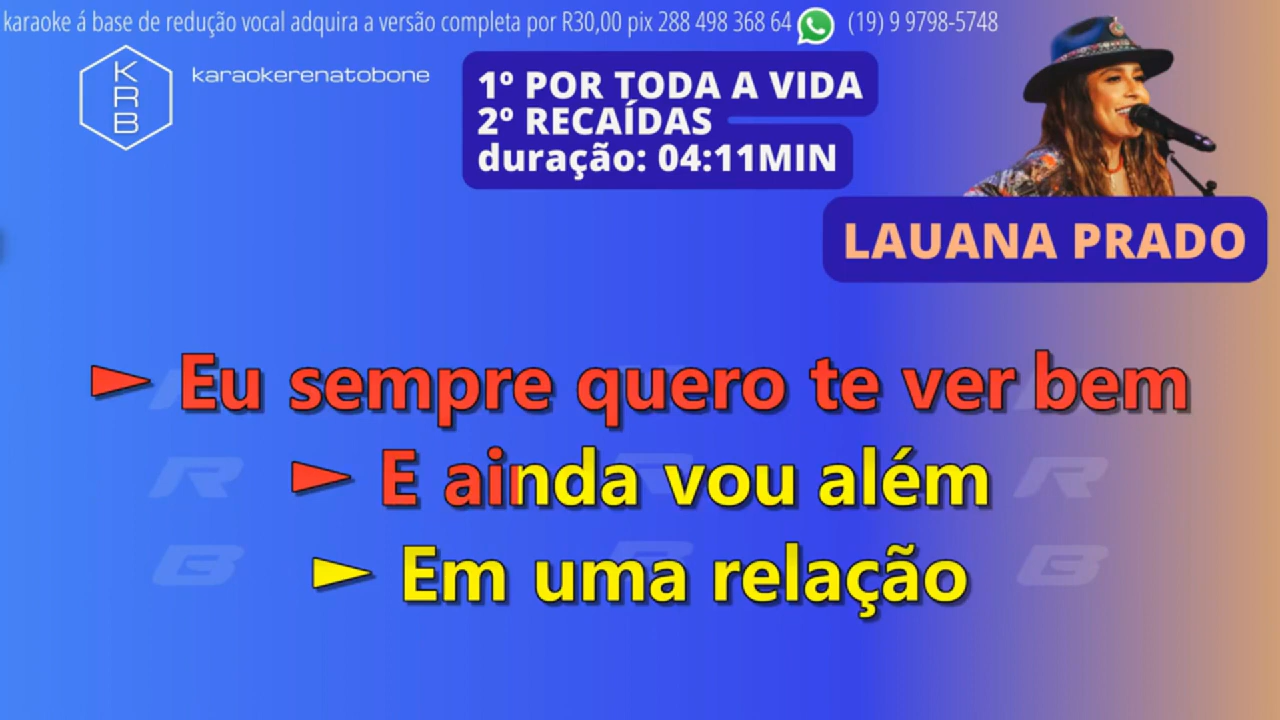 karaoke á base de redução vocal adquira a versão completa por R30,00 pix 288 498 368 64 (19) 9 9798-5748
KRB
karaokerenatobone
1º POR TODA A VIDA
2º RECAÍDAS
duração: 04:11MIN
LAUANA PRADO
Eu sempre quero te ver bem
E ainda vou além
Em uma relação